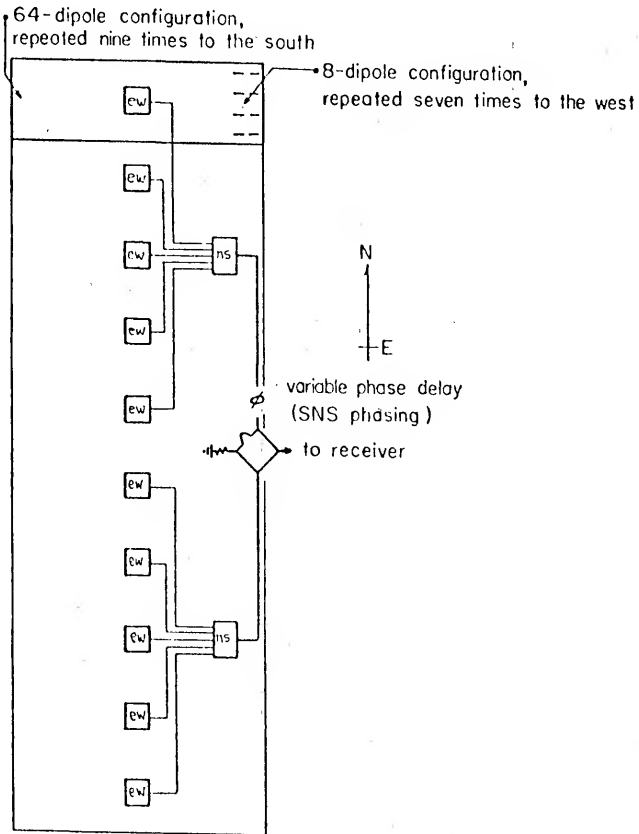 64-dipole configuration,
repeated nine times to the south
8-dipole configuration,
repeated seven times to the west
ew
ew
ew
ns
ew
ew
N
E
variable phase delay
ø
(SNS phasing)
to receiver
ew
ew
ew
ns
ew
ew